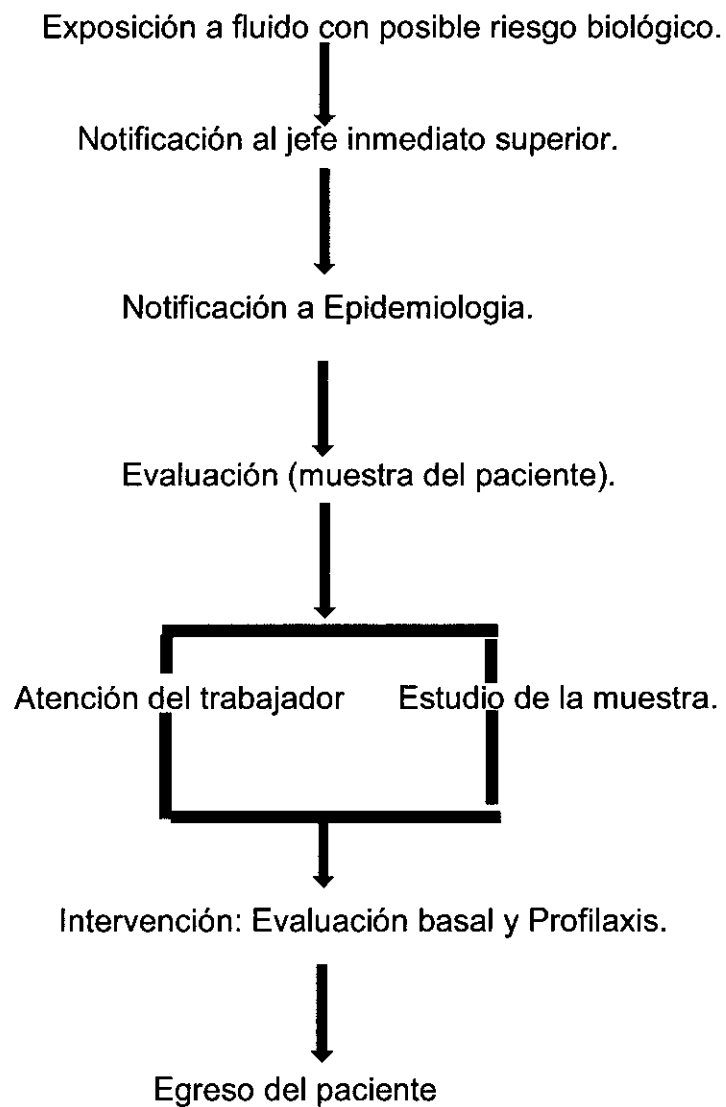 Exposición a fluido con posible riesgo biológico.
Notificación al jefe inmediato superior.
Notificación a Epidemiologia.
Evaluación (muestra del paciente).
Atención del trabajador
Estudio de la muestra.
Intervención: Evaluación basal y Profilaxis.
Egreso del paciente